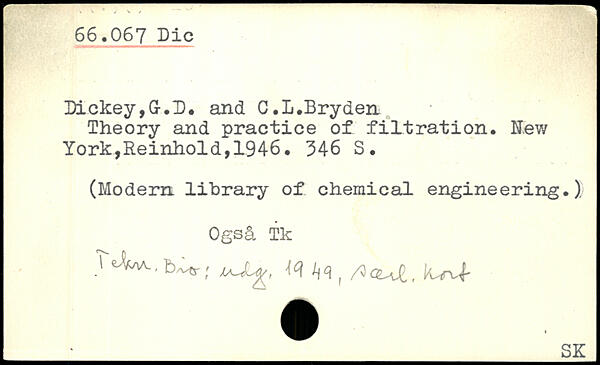 66.067 Dic
Dickey,G.D. and C.L.Bryden.
Theory and practice of filtration. New
York,Reinhold,1946. 346 S.
(Modern library of chemical engineering.)
Også Tk
Tekn. Bio; udg. 1949, særl. kort
SK